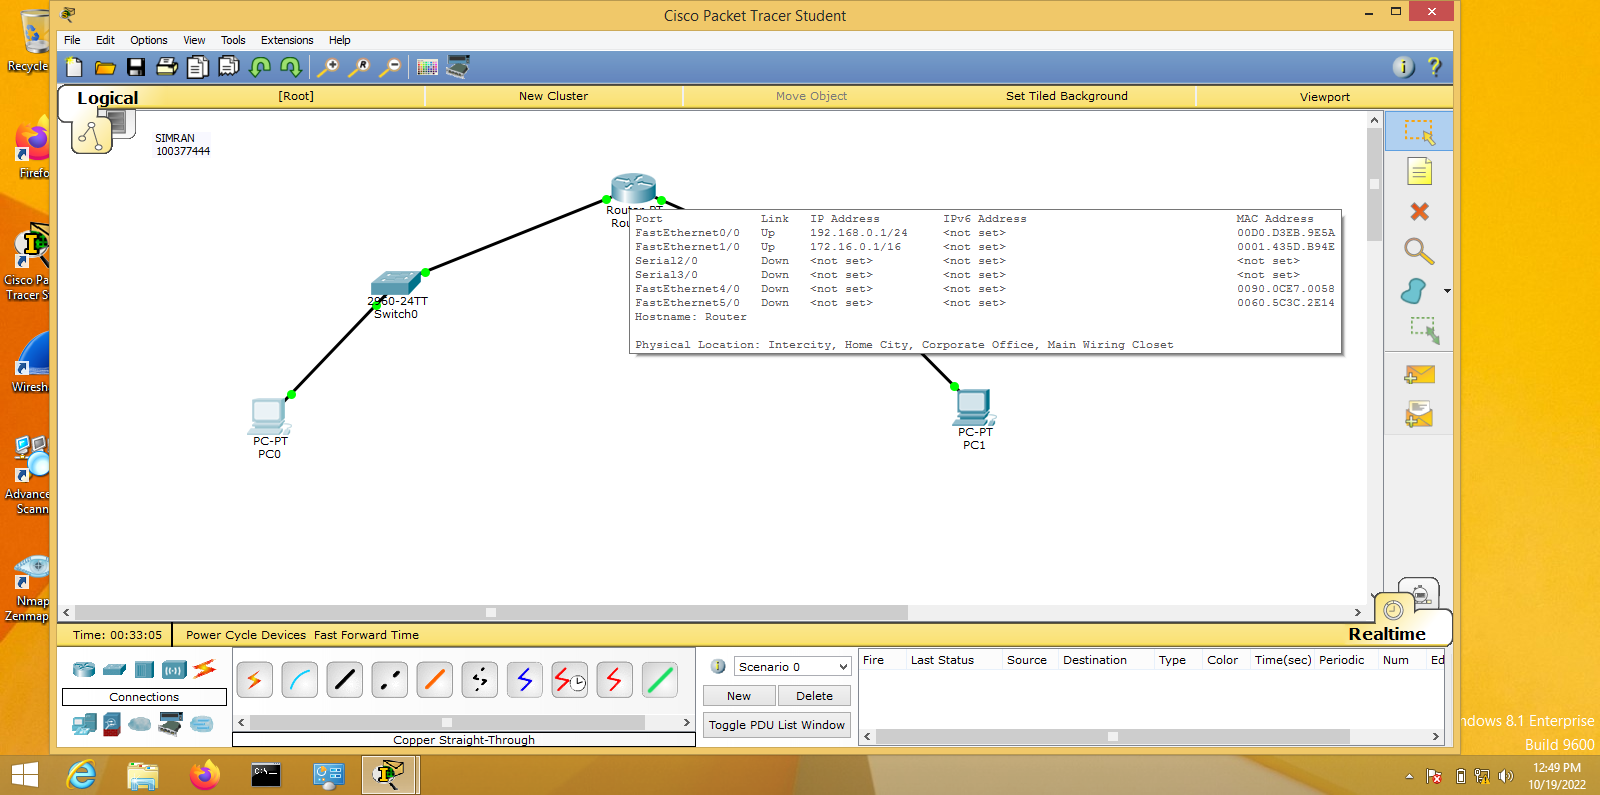 Cisco Packet Tracer Student
File Edit Options View Tools Extensions Help
Logical [Root] New Cluster Move Object Set Tiled Background Viewport
SIMRAN
100377444
Port Link IP Address IPv6 Address MAC Address
FastEthernet0/0 Up 192.168.0.1/24 <not set> 00D0.D3EB.9E5A
FastEthernet1/0 Up 172.16.0.1/16 <not set> 0001.435D.B94E
Serial2/0 Down <not set> <not set> <not set>
Serial3/0 Down <not set> <not set> <not set>
FastEthernet4/0 Down <not set> <not set> 0090.0CE7.0058
FastEthernet5/0 Down <not set> <not set> 0060.5C3C.2E14
Hostname: Router
Physical Location: Intercity, Home City, Corporate Office, Main Wiring Closet
2960-24TT
Switch0
PC-PT
PC0
PC-PT
PC1
Recycle
Firefo
Cisco Pa
Tracer S
Wiresh
Advance
Scann
Nmap
Zenmap
Time: 00:33:05 Power Cycle Devices Fast Forward Time
Realtime
Connections
Copper Straight-Through
Scenario 0
New Delete
Toggle PDU List Window
Fire Last Status Source Destination Type Color Time(sec) Periodic Num Ed
ndows 8.1 Enterprise
Build 9600
12:49 PM
10/19/2022